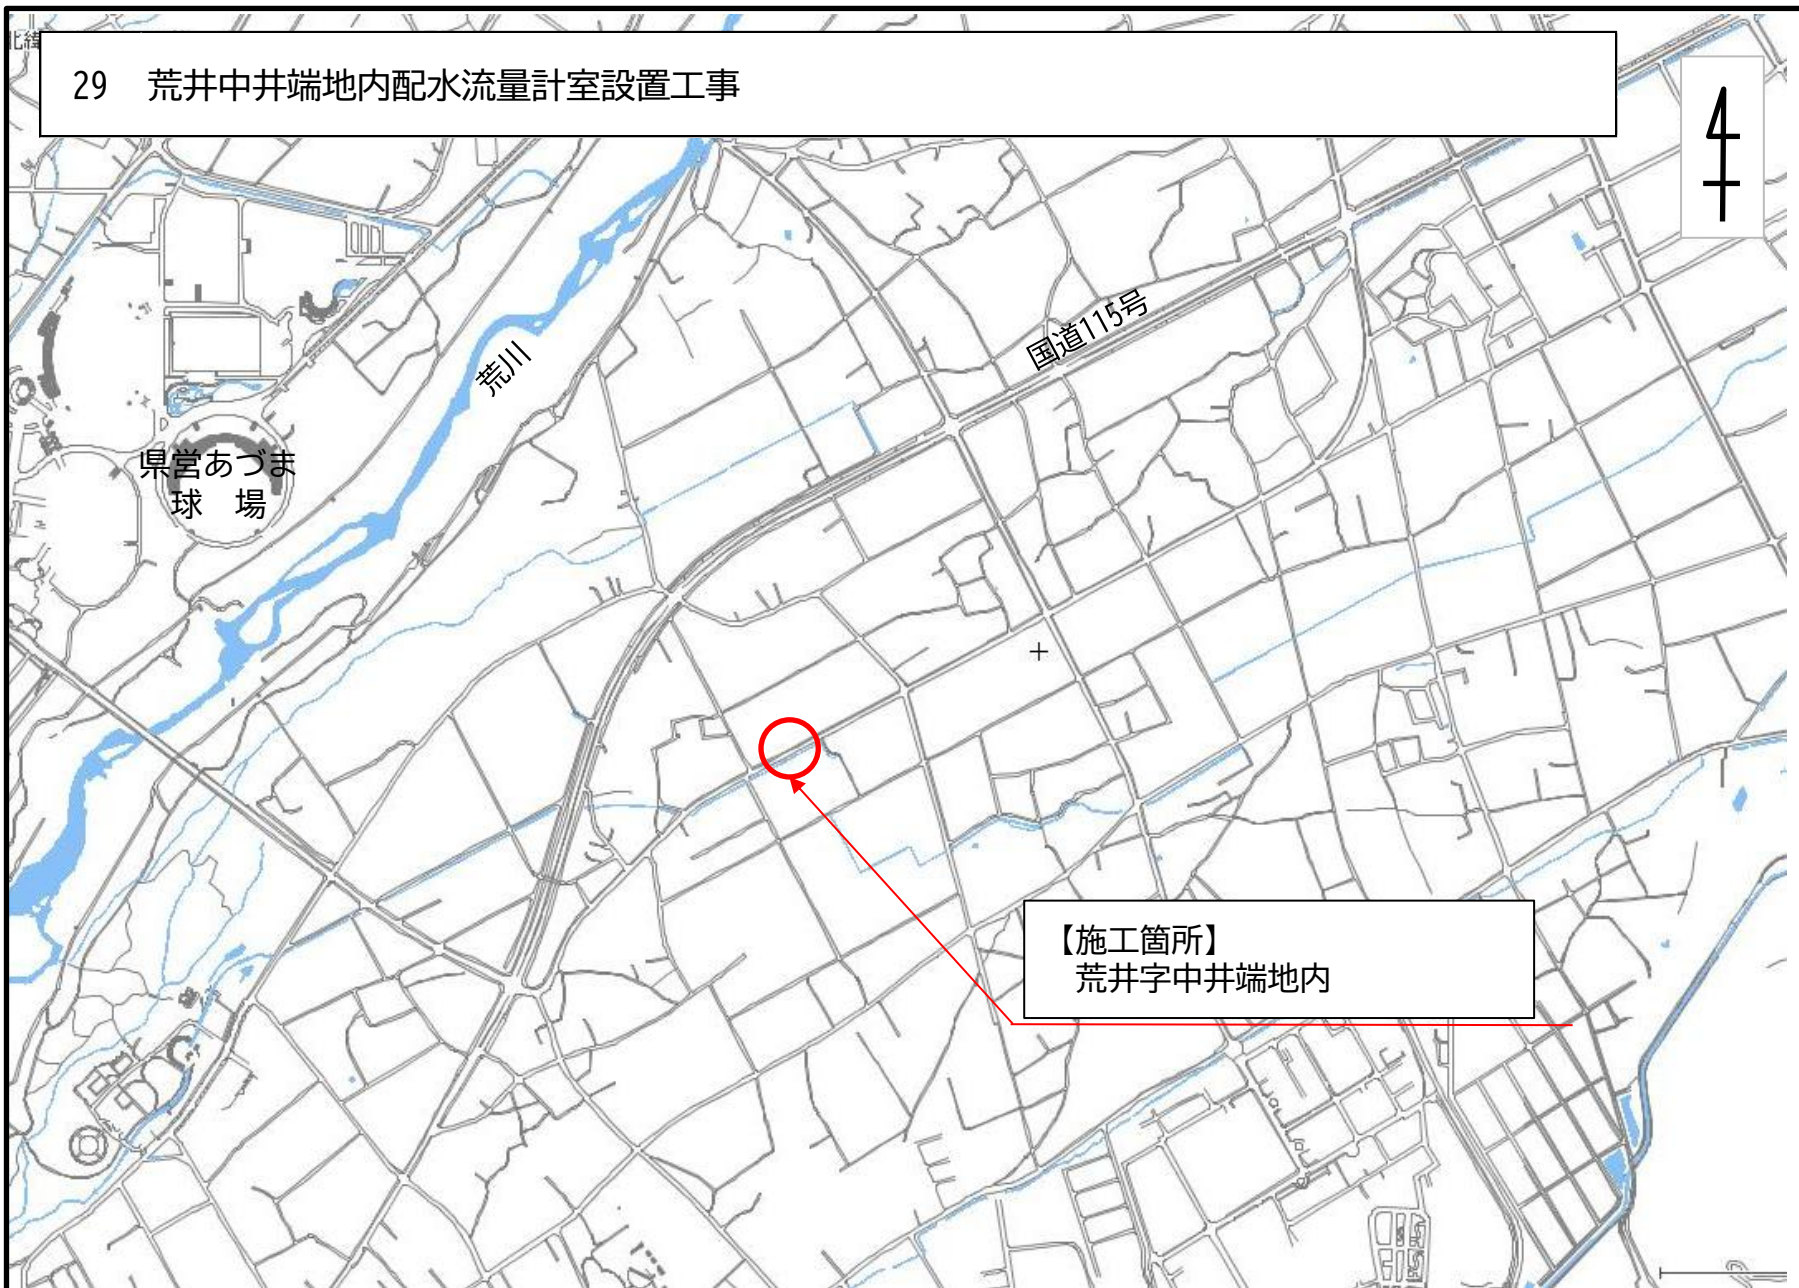 29　荒井中井端地内配水流量計室設置工事
国道115号
荒川
県営あづま
球　場
【施工箇所】
荒井字中井端地内